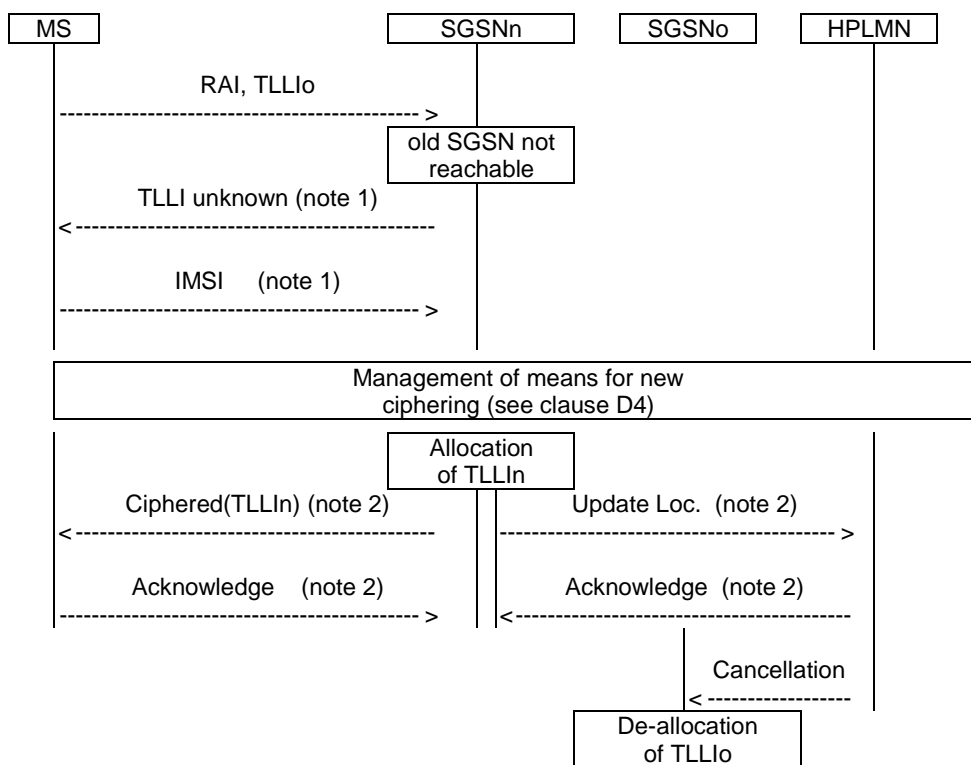 MS SGSNn SGSNo HPLMN
RAI, TLLIo
old SGSN not
reachable
TLLI unknown (note 1)
IMSI (note 1)
Management of means for new
ciphering (see clause D4)
Allocation
of TLLIn
Ciphered(TLLIn) (note 2) Update Loc. (note 2)
Acknowledge (note 2) Acknowledge (note 2)
Cancellation
De-allocation
of TLLIo